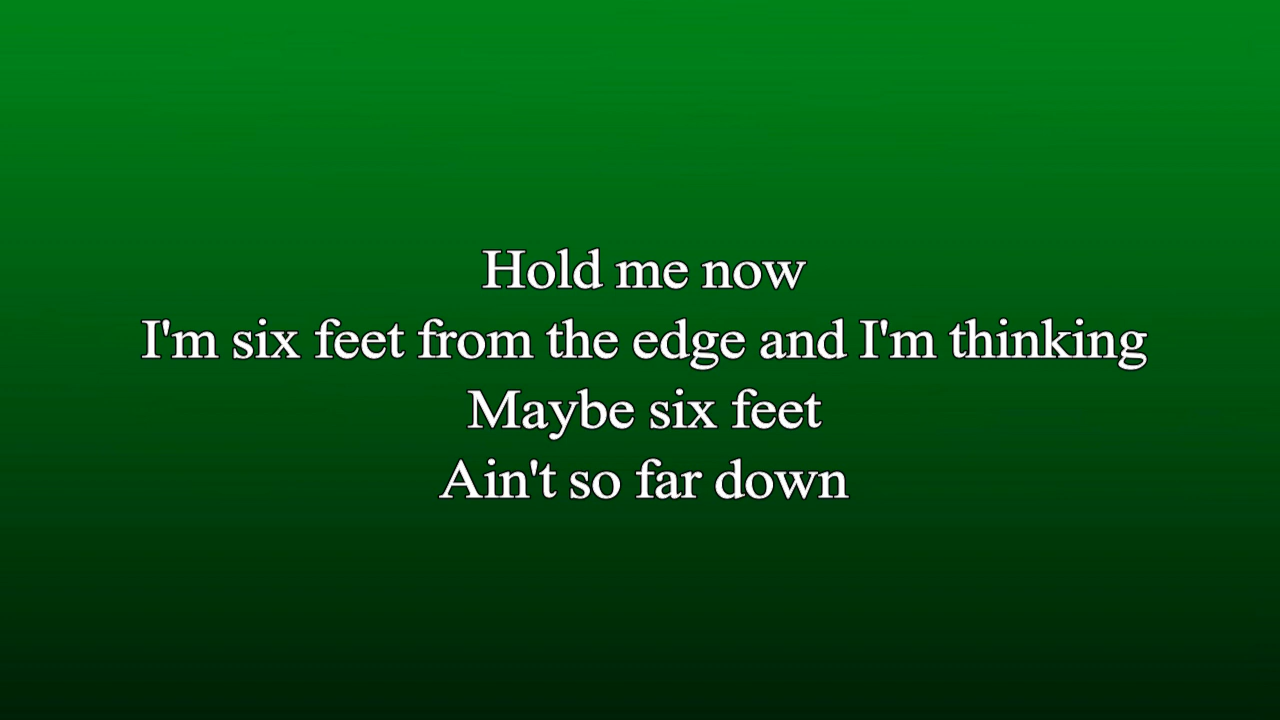 Hold me now
I'm six feet from the edge and I'm thinking
Maybe six feet
Ain't so far down